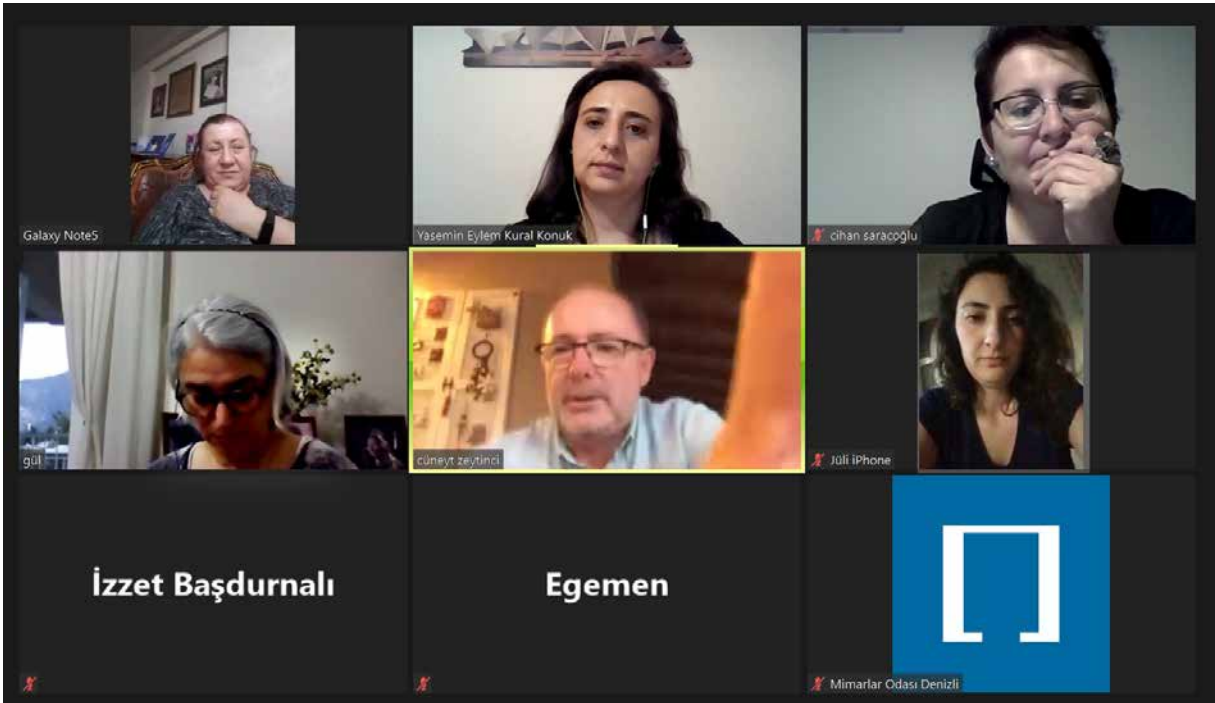 Galaxy Note5
Yasemin Eylem Kural Konuk
cihan saraçoğlu
gül
cüneyt zeytinci
Jüli iPhone
İzzet Başdurnalı
Egemen
Mimarlar Odası Denizli